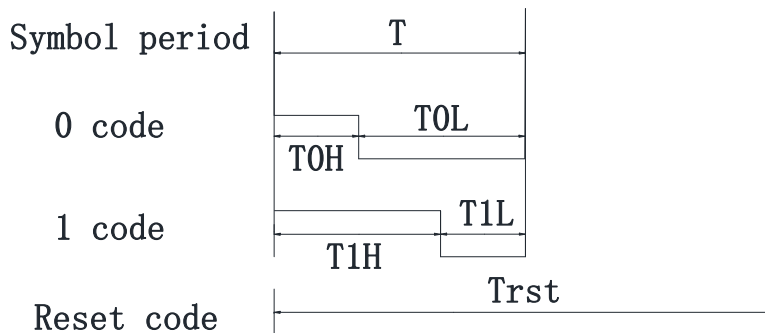 Symbol period
T
0 code
T0L
T0H
1 code
T1L
T1H
Trst
Reset code